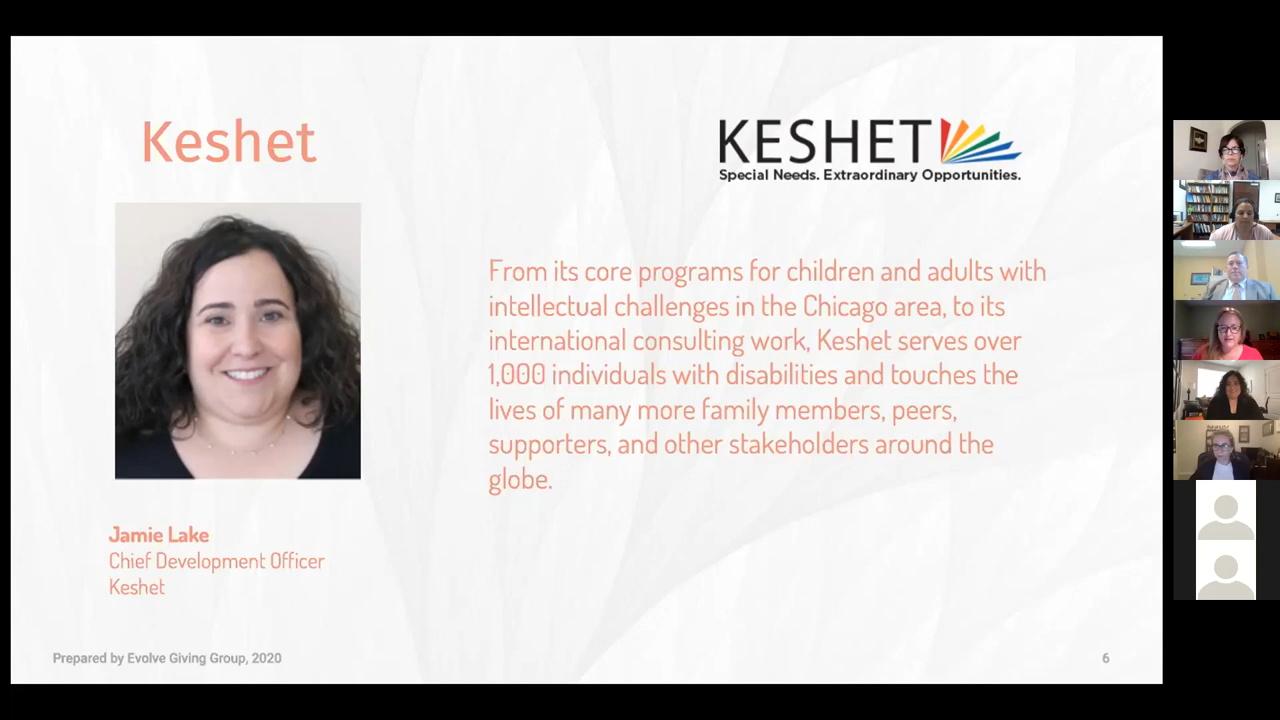 Keshet
KESHET
Special Needs. Extraordinary Opportunities.
From its core programs for children and adults with
intellectual challenges in the Chicago area, to its
international consulting work, Keshet serves over
1,000 individuals with disabilities and touches the
lives of many more family members, peers,
supporters, and other stakeholders around the
globe.
Jamie Lake
Chief Development Officer
Keshet
Prepared by Evolve Giving Group, 2020
6